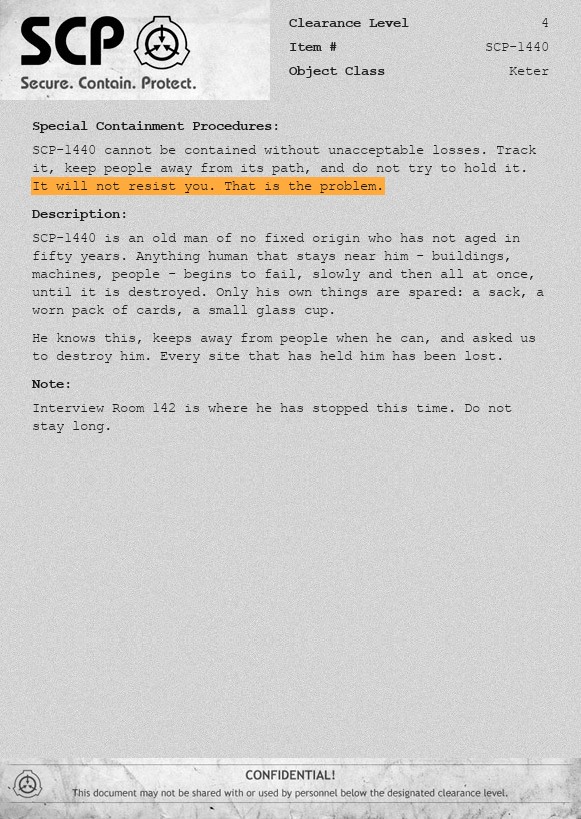 SCP
Secure. Contain. Protect.
Clearance Level 4
Item # SCP-1440
Object Class Keter
Special Containment Procedures:
SCP-1440 cannot be contained without unacceptable losses. Track
it, keep people away from its path, and do not try to hold it.
It will not resist you. That is the problem.
Description:
SCP-1440 is an old man of no fixed origin who has not aged in
fifty years. Anything human that stays near him - buildings,
machines, people - begins to fail, slowly and then all at once,
until it is destroyed. Only his own things are spared: a sack, a
worn pack of cards, a small glass cup.
He knows this, keeps away from people when he can, and asked us
to destroy him. Every site that has held him has been lost.
Note:
Interview Room 142 is where he has stopped this time. Do not
stay long.
CONFIDENTIAL!
This document may not be shared with or used by personnel below the designated clearance level.